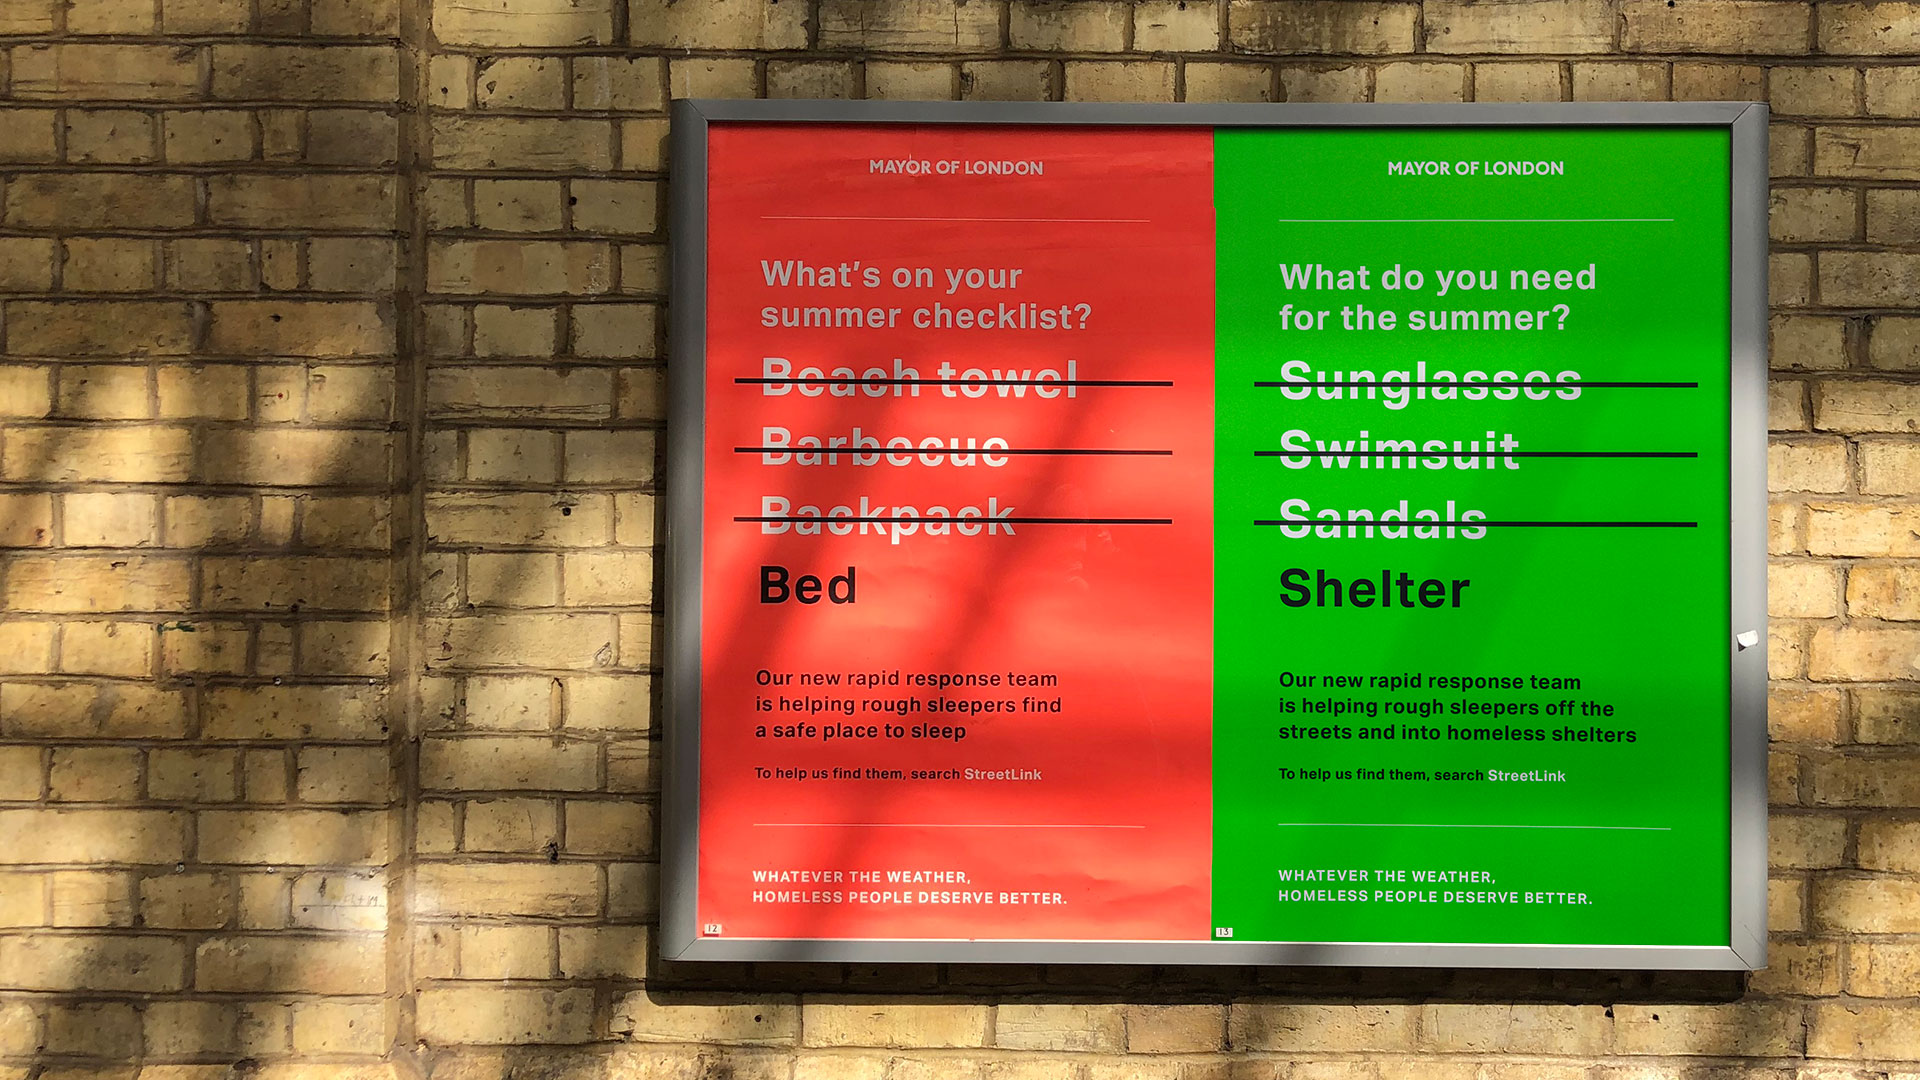 MAYOR OF LONDON
What's on your
summer checklist?
Beach towel
Barbecue
Backpack
Bed
Our new rapid response team
is helping rough sleepers find
a safe place to sleep
To help us find them, search StreetLink
WHATEVER THE WEATHER,
HOMELESS PEOPLE DESERVE BETTER.
12
MAYOR OF LONDON
What do you need
for the summer?
Sunglasses
Swimsuit
Sandals
Shelter
Our new rapid response team
is helping rough sleepers off the
streets and into homeless shelters
To help us find them, search StreetLink
WHATEVER THE WEATHER,
HOMELESS PEOPLE DESERVE BETTER.
13